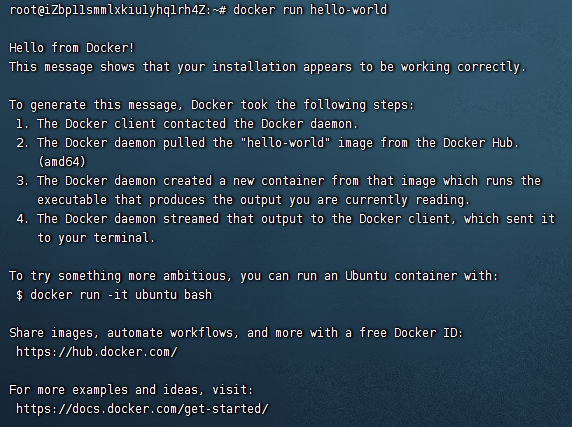 root@iZbp11smmlxkiu1yhqlrh4Z:~# docker run hello-world
Hello from Docker!
This message shows that your installation appears to be working correctly.
To generate this message, Docker took the following steps:
1. The Docker client contacted the Docker daemon.
2. The Docker daemon pulled the "hello-world" image from the Docker Hub.
(amd64)
3. The Docker daemon created a new container from that image which runs the
executable that produces the output you are currently reading.
4. The Docker daemon streamed that output to the Docker client, which sent it
to your terminal.
To try something more ambitious, you can run an Ubuntu container with:
$ docker run -it ubuntu bash
Share images, automate workflows, and more with a free Docker ID:
https://hub.docker.com/
For more examples and ideas, visit:
https://docs.docker.com/get-started/